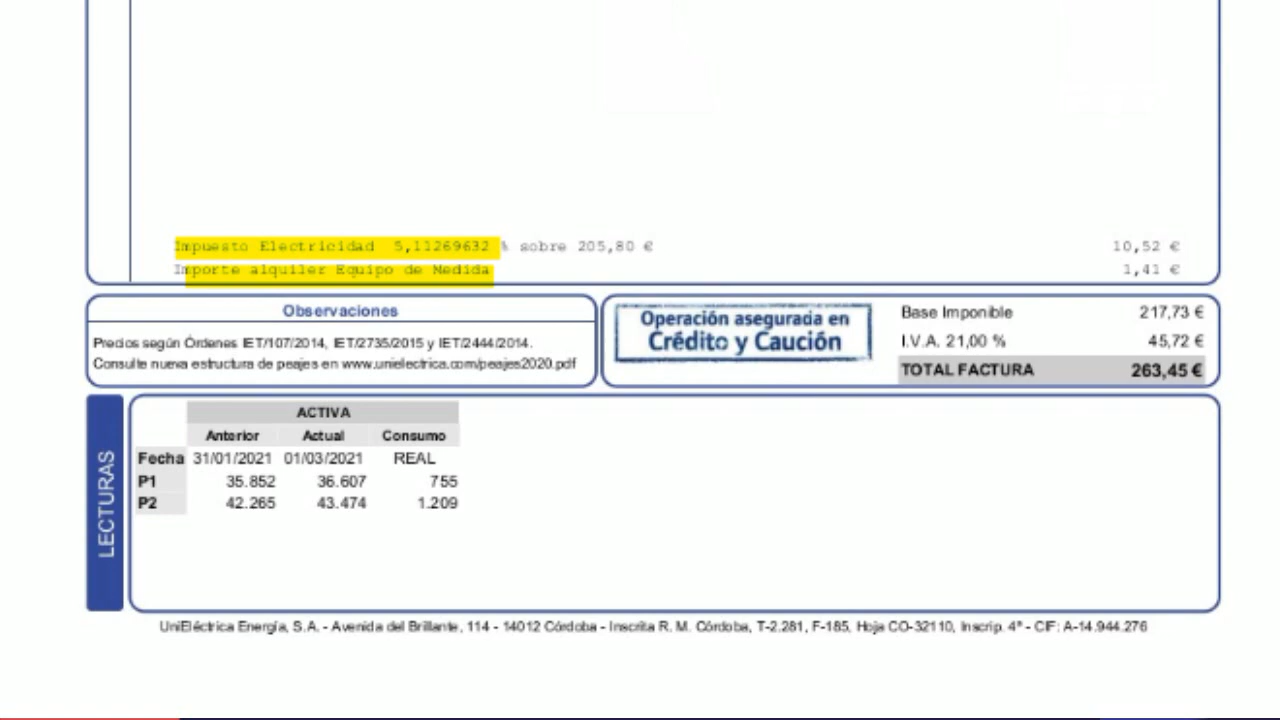 Impuesto Electricidad 5,11269632 % sobre 205,80 € 10,52 €
Importe alquiler Equipo de Medida 1,41 €
Observaciones
Precios según Órdenes IET/107/2014, IET/2735/2015 y IET/2444/2014.
Consulte nueva estructura de peajes en www.unielectrica.com/peajes2020.pdf
Operación asegurada en
Crédito y Caución
Base Imponible 217,73 €
I.V.A. 21,00 % 45,72 €
TOTAL FACTURA 263,45 €
LECTURAS
ACTIVA
Anterior Actual Consumo
Fecha 31/01/2021 01/03/2021 REAL
P1 35.852 36.607 755
P2 42.265 43.474 1.209
UniEléctrica Energía, S.A. - Avenida del Brillante, 114 - 14012 Córdoba - Inscrita R. M. Córdoba, T-2.281, F-185, Hoja CO-32110, Inscrip. 4ª - CIF: A-14.944.276